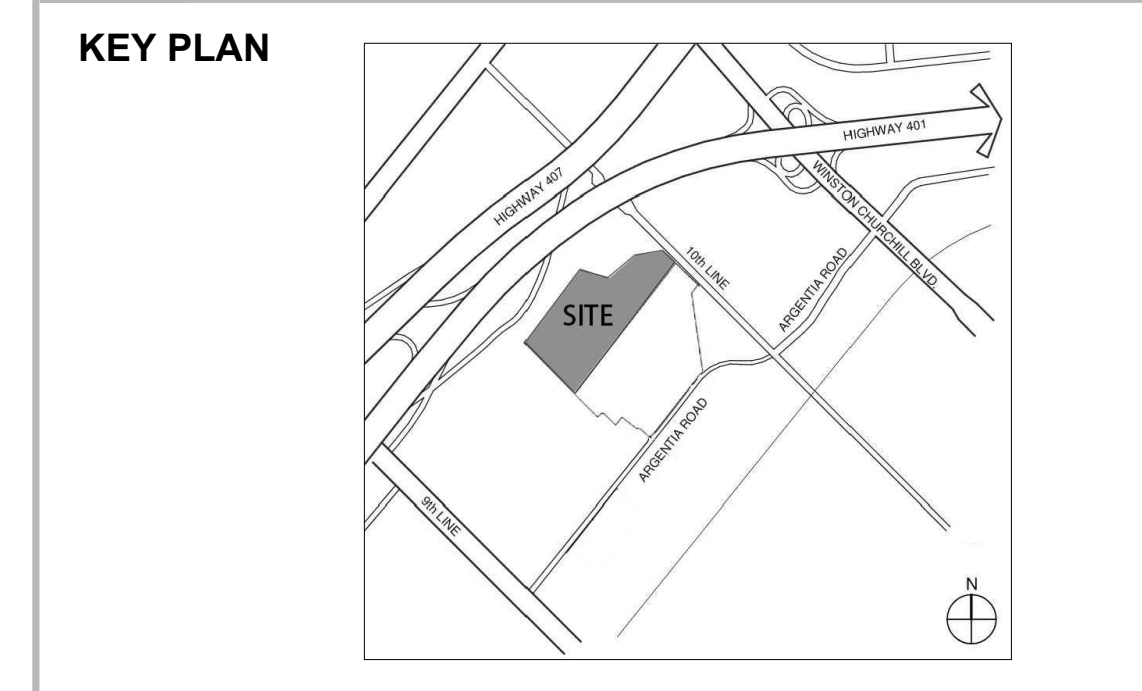 KEY PLAN
HIGHWAY 401
HIGHWAY 407
WINSTON CHURCHILL BLVD.
10th LINE
ARGENTIA ROAD
SITE
ARGENTIA ROAD
9th LINE
N